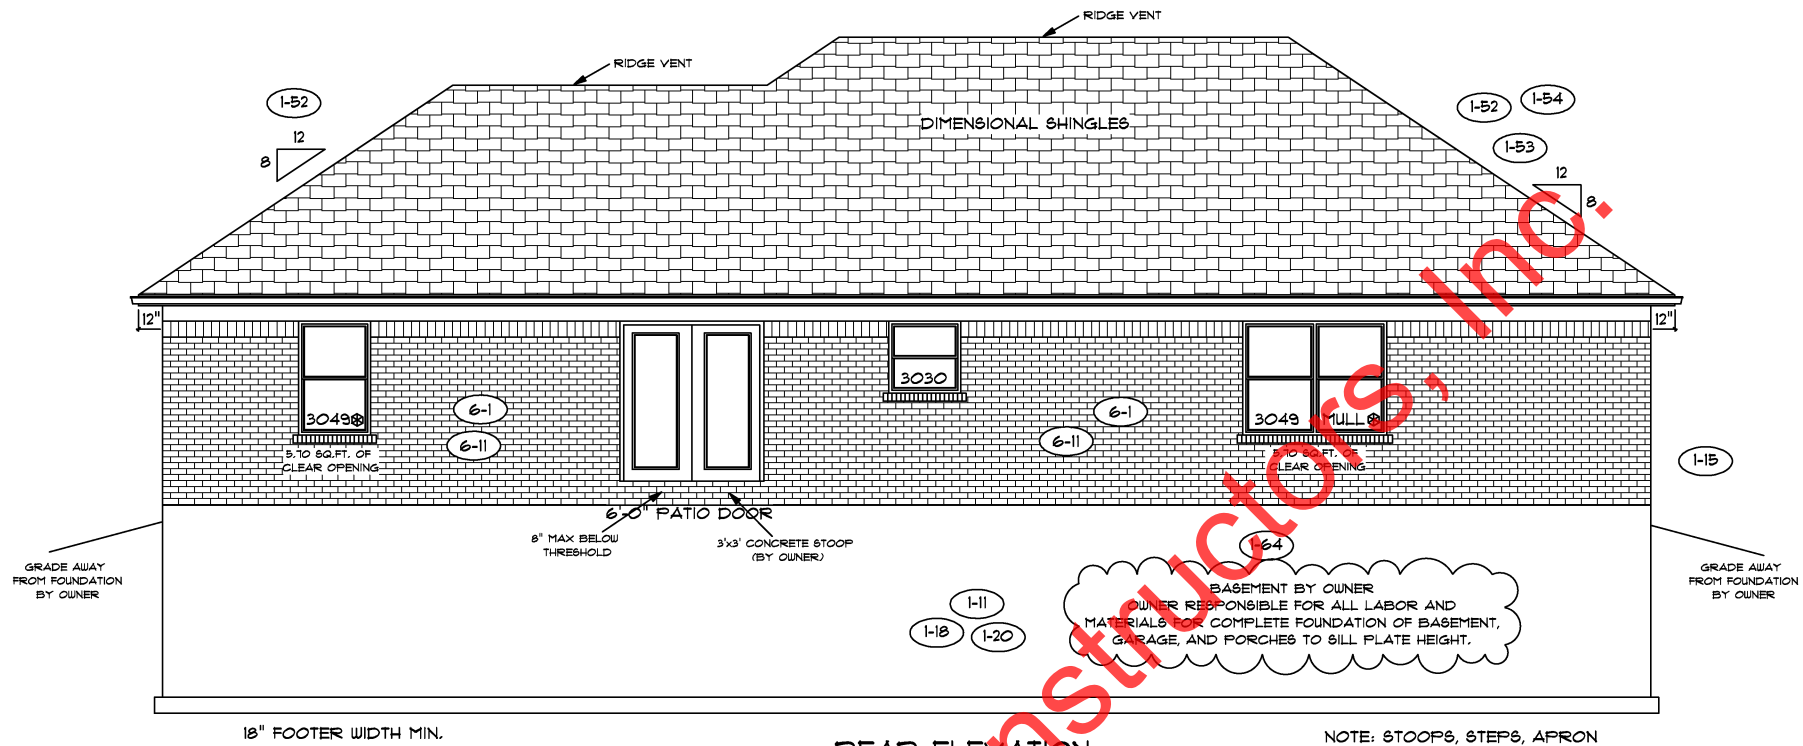 RIDGE VENT
RIDGE VENT
1-52
1-52
1-54
1-53
DIMENSIONAL SHINGLES
12
8
12
8
12"
12"
3030
3049
3049
MULL
6-1
6-11
6-1
6-11
5.70 SQ.FT. OF
CLEAR OPENING
5.70 SQ.FT. OF
CLEAR OPENING
1-15
6'-0" PATIO DOOR
8" MAX BELOW
THRESHOLD
3'x3' CONCRETE STOOP
(BY OWNER)
GRADE AWAY
FROM FOUNDATION
BY OWNER
GRADE AWAY
FROM FOUNDATION
BY OWNER
1-64
BASEMENT BY OWNER
OWNER RESPONSIBLE FOR ALL LABOR AND
MATERIALS FOR COMPLETE FOUNDATION OF BASEMENT,
GARAGE, AND PORCHES TO SILL PLATE HEIGHT.
1-11
1-18
1-20
18" FOOTER WIDTH MIN.
REAR ELEVATION
NOTE: STOOPS, STEPS, APRON
nstructors, Inc.